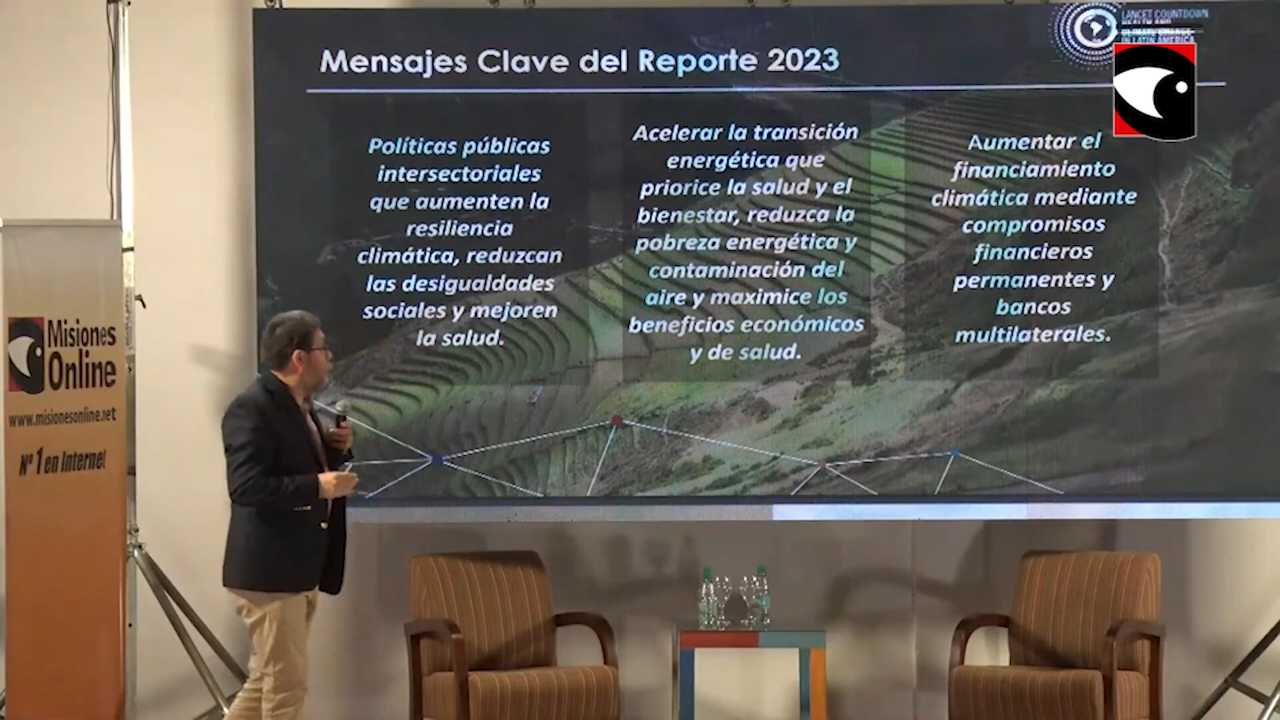 LANCET COUNTDOWN
HEALTH AND
IN LATIN AMERICA
Mensajes Clave del Reporte 2023
Políticas públicas
intersectoriales
que aumenten la
resiliencia
climática, reduzcan
las desigualdades
sociales y mejoren
la salud.
Acelerar la transición
energética que
priorice la salud y el
bienestar, reduzca la
pobreza energética y
contaminación del
aire y maximice los
beneficios económicos
y de salud.
Aumentar el
financiamiento
climática mediante
compromisos
financieros
permanentes y
bancos
multilaterales.
Misiones
Online
www.misionesonline.net
Nº 1 en Internet